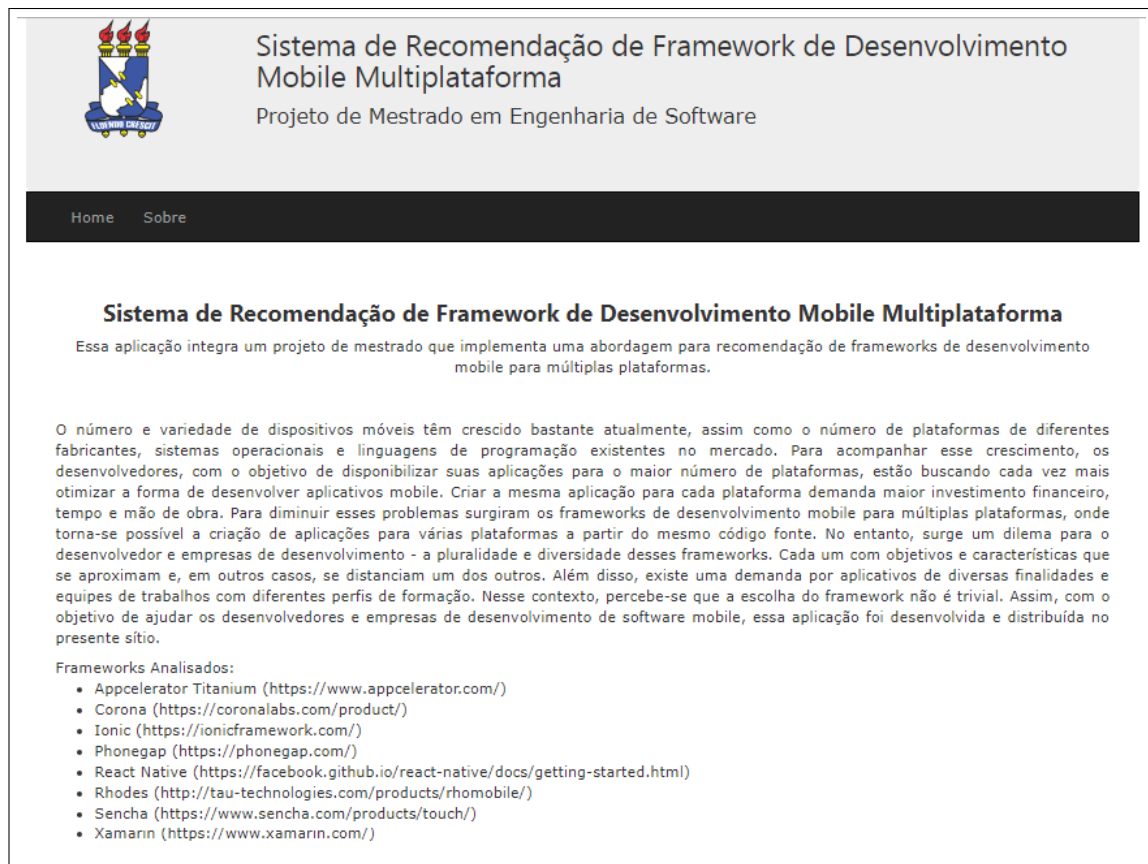 FLUENDO CRESCIT
Sistema de Recomendação de Framework de Desenvolvimento
Mobile Multiplataforma
Projeto de Mestrado em Engenharia de Software
Home Sobre
Sistema de Recomendação de Framework de Desenvolvimento Mobile Multiplataforma
Essa aplicação integra um projeto de mestrado que implementa uma abordagem para recomendação de frameworks de desenvolvimento
mobile para múltiplas plataformas.
O número e variedade de dispositivos móveis têm crescido bastante atualmente, assim como o número de plataformas de diferentes
fabricantes, sistemas operacionais e linguagens de programação existentes no mercado. Para acompanhar esse crescimento, os
desenvolvedores, com o objetivo de disponibilizar suas aplicações para o maior número de plataformas, estão buscando cada vez mais
otimizar a forma de desenvolver aplicativos mobile. Criar a mesma aplicação para cada plataforma demanda maior investimento financeiro,
tempo e mão de obra. Para diminuir esses problemas surgiram os frameworks de desenvolvimento mobile para múltiplas plataformas, onde
torna-se possível a criação de aplicações para várias plataformas a partir do mesmo código fonte. No entanto, surge um dilema para o
desenvolvedor e empresas de desenvolvimento - a pluralidade e diversidade desses frameworks. Cada um com objetivos e características que
se aproximam e, em outros casos, se distanciam um dos outros. Além disso, existe uma demanda por aplicativos de diversas finalidades e
equipes de trabalhos com diferentes perfis de formação. Nesse contexto, percebe-se que a escolha do framework não é trivial. Assim, com o
objetivo de ajudar os desenvolvedores e empresas de desenvolvimento de software mobile, essa aplicação foi desenvolvida e distribuída no
presente sítio.
Frameworks Analisados:
• Appcelerator Titanium (https://www.appcelerator.com/)
• Corona (https://coronalabs.com/product/)
• Ionic (https://ionicframework.com/)
• Phonegap (https://phonegap.com/)
• React Native (https://facebook.github.io/react-native/docs/getting-started.html)
• Rhodes (http://tau-technologies.com/products/rhomobile/)
• Sencha (https://www.sencha.com/products/touch/)
• Xamarin (https://www.xamarin.com/)